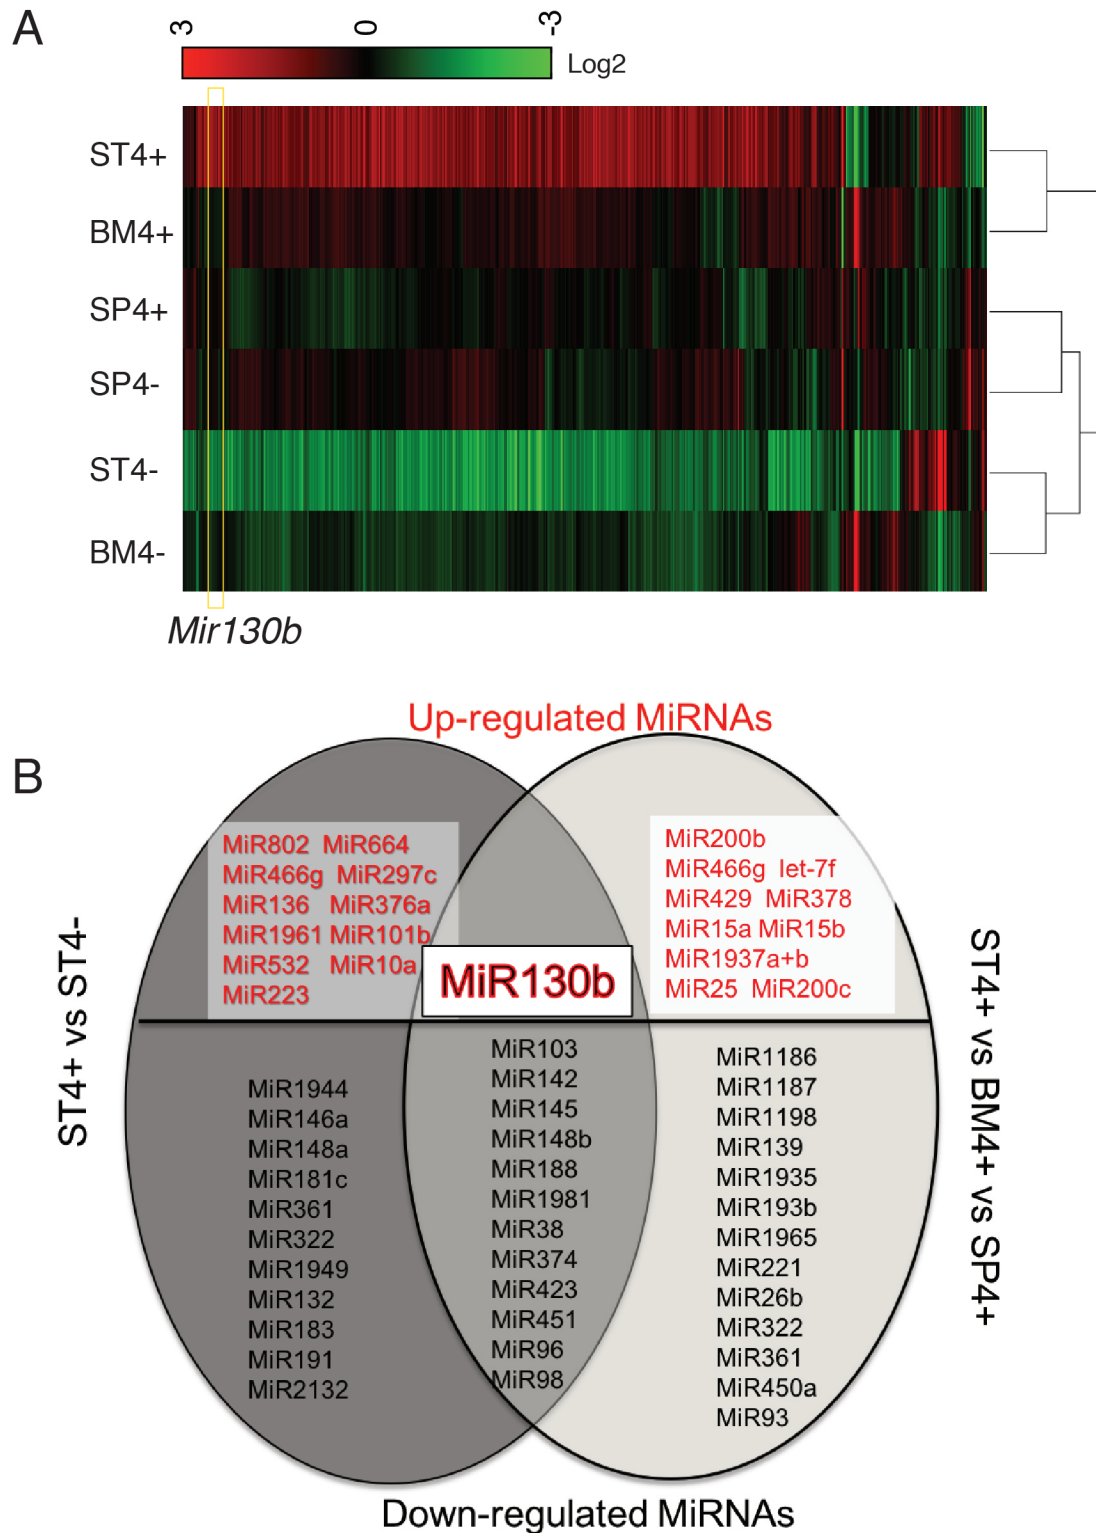 A
3 0 -3
Log2
ST4+
BM4+
SP4+
SP4-
ST4-
BM4-
Mir130b
B
Up-regulated MiRNAs
ST4+ vs ST4-
MiR802 MiR664
MiR466g MiR297c
MiR136 MiR376a
MiR1961 MiR101b
MiR532 MiR10a
MiR223
MiR130b
MiR200b
MiR466g let-7f
MiR429 MiR378
MiR15a MiR15b
MiR1937a+b
MiR25 MiR200c
MiR1944
MiR146a
MiR148a
MiR181c
MiR361
MiR322
MiR1949
MiR132
MiR183
MiR191
MiR2132
MiR103
MiR142
MiR145
MiR148b
MiR188
MiR1981
MiR38
MiR374
MiR423
MiR451
MiR96
MiR98
MiR1186
MiR1187
MiR1198
MiR139
MiR1935
MiR193b
MiR1965
MiR221
MiR26b
MiR322
MiR361
MiR450a
MiR93
ST4+ vs BM4+ vs SP4+
Down-regulated MiRNAs